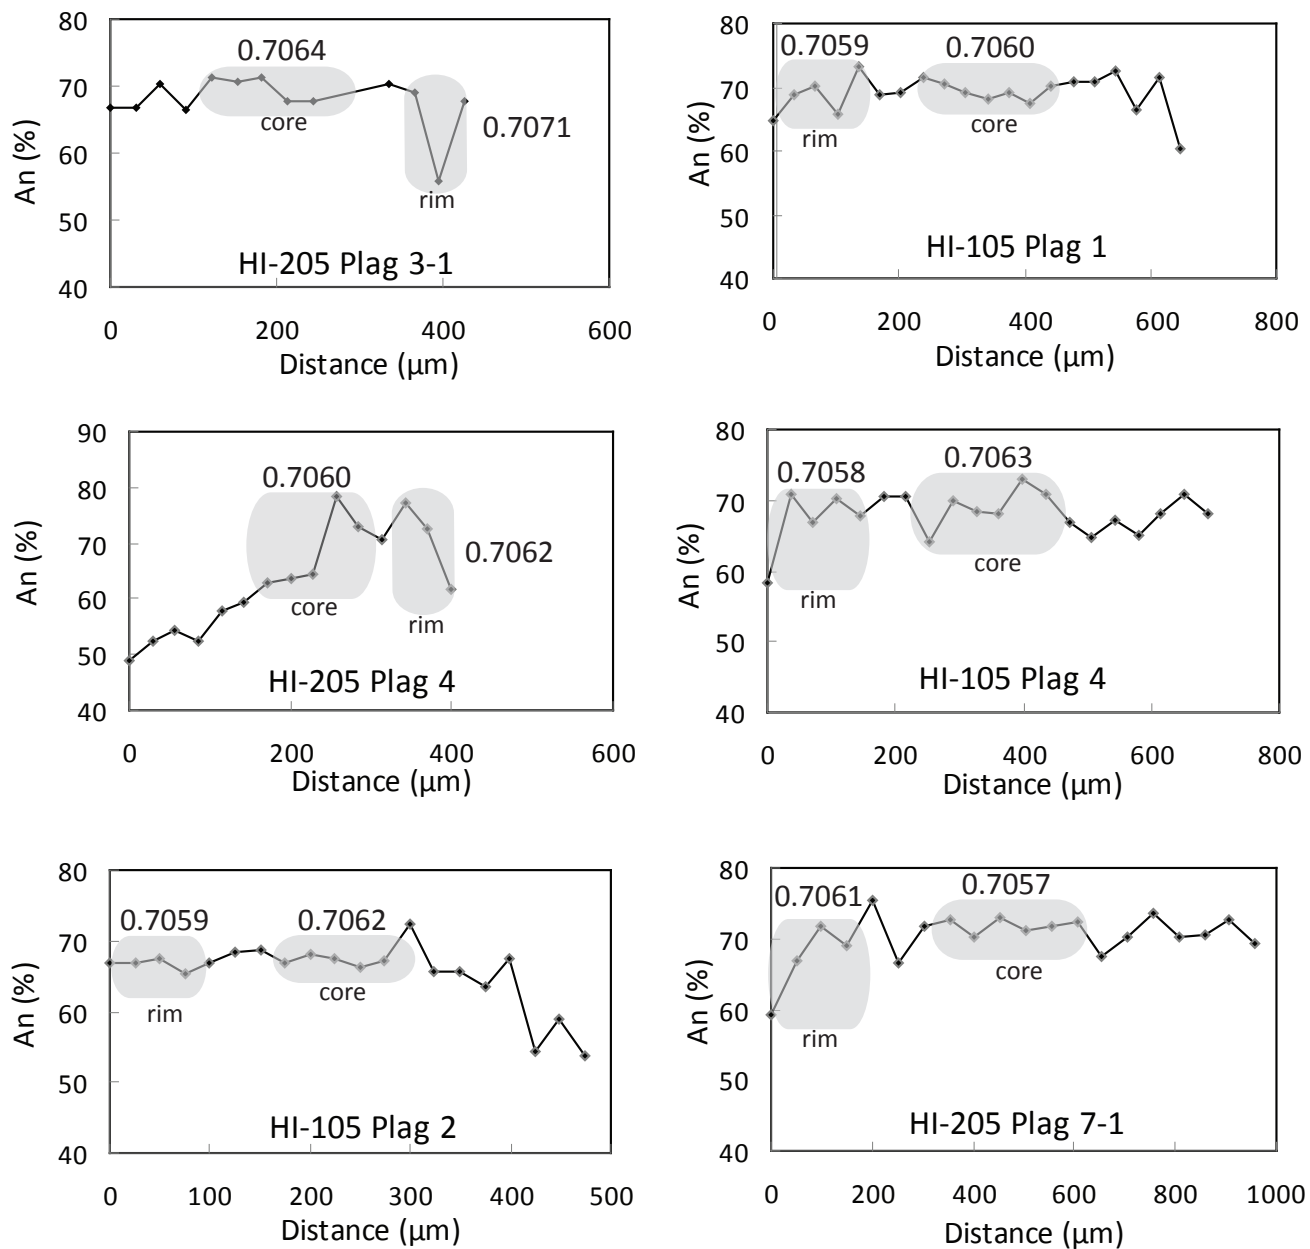 80
70
60
50
40
An (%)
0.7064
core
0.7071
rim
HI-205 Plag 3-1
0 200 400 600
Distance (μm)
80
70
60
50
40
An (%)
0.7059
rim
0.7060
core
HI-105 Plag 1
0 200 400 600 800
Distance (μm)
90
80
70
60
50
40
An (%)
0.7060
core
0.7062
rim
HI-205 Plag 4
0 200 400 600
Distance (μm)
80
70
60
50
40
An (%)
0.7058
rim
0.7063
core
HI-105 Plag 4
0 200 400 600 800
Distance (μm)
80
70
60
50
40
An (%)
0.7059
rim
0.7062
core
HI-105 Plag 2
0 100 200 300 400 500
Distance (μm)
80
70
60
50
40
An (%)
0.7061
rim
0.7057
core
HI-205 Plag 7-1
0 200 400 600 800 1000
Distance (μm)